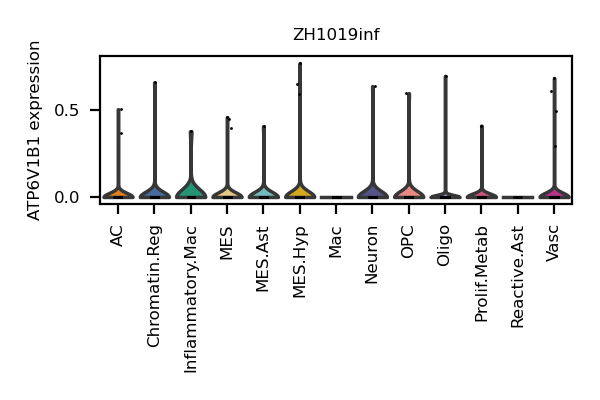 ZH1019inf
ATP6V1B1 expression
0.5
0.0
AC
Chromatin.Reg
Inflammatory.Mac
MES
MES.Ast
MES.Hyp
Mac
Neuron
OPC
Oligo
Prolif.Metab
Reactive.Ast
Vasc